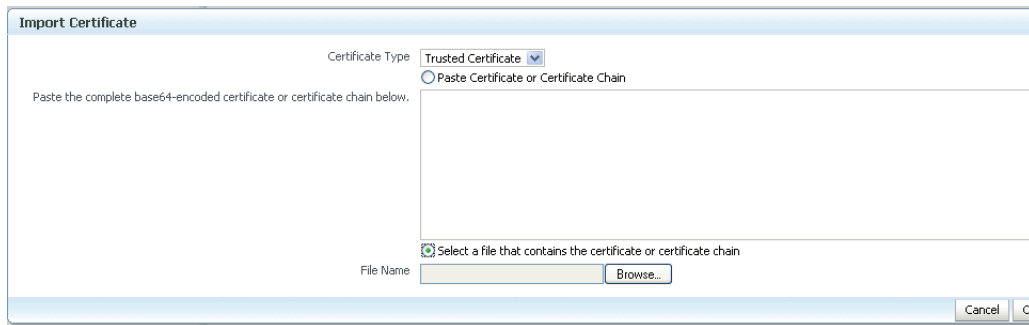 Import Certificate
Certificate Type Trusted Certificate
Paste Certificate or Certificate Chain
Paste the complete base64-encoded certificate or certificate chain below.
Select a file that contains the certificate or certificate chain
File Name Browse...
Cancel